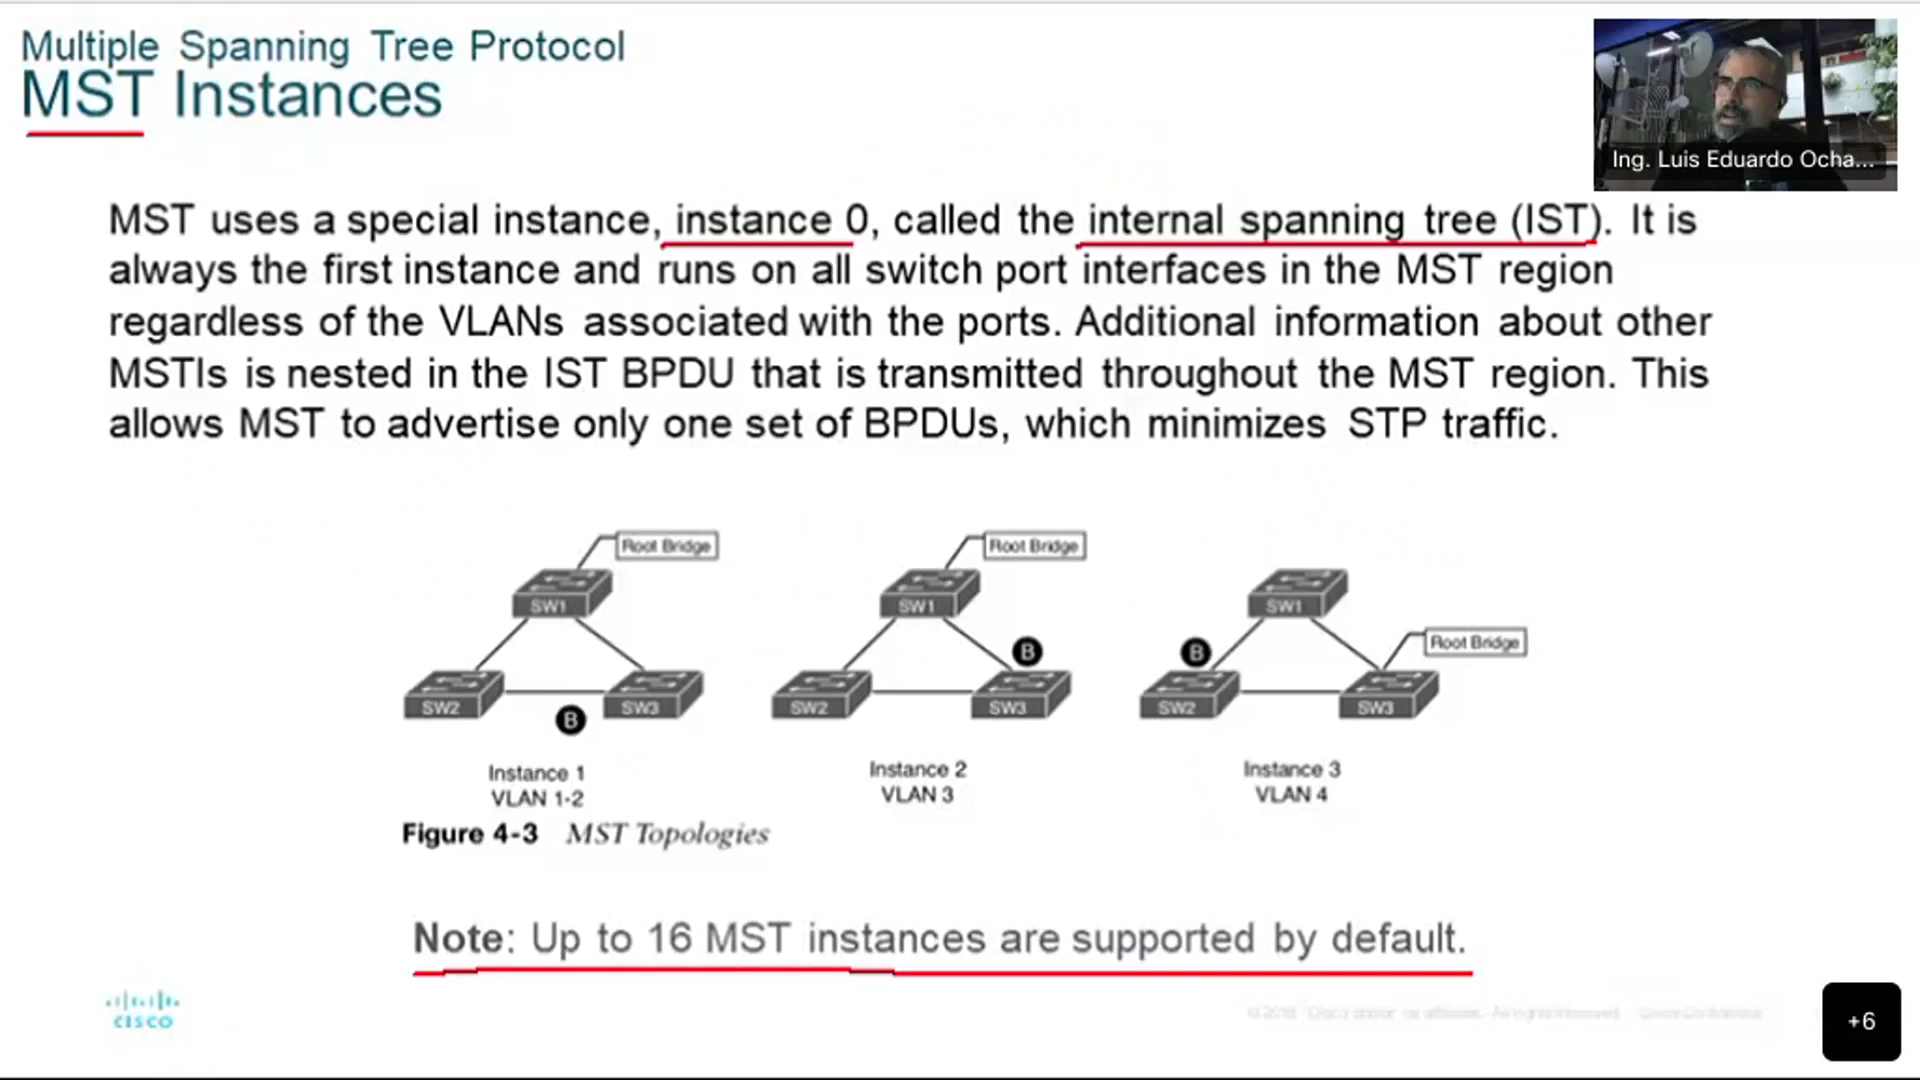 Multiple Spanning Tree Protocol
MST Instances
Ing. Luis Eduardo Ocha...
MST uses a special instance, instance 0, called the internal spanning tree (IST). It is
always the first instance and runs on all switch port interfaces in the MST region
regardless of the VLANs associated with the ports. Additional information about other
MSTIs is nested in the IST BPDU that is transmitted throughout the MST region. This
allows MST to advertise only one set of BPDUs, which minimizes STP traffic.
Root Bridge
SW1
SW2
SW3
B
Instance 1
VLAN 1-2
Root Bridge
SW1
B
SW2
SW3
Instance 2
VLAN 3
SW1
Root Bridge
B
SW2
SW3
Instance 3
VLAN 4
Figure 4-3 MST Topologies
Note: Up to 16 MST instances are supported by default.
CISCO
+6